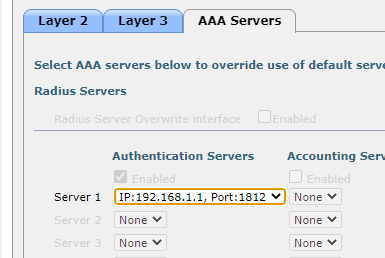 Layer 2 Layer 3 AAA Servers
Select AAA servers below to override use of default serve
Radius Servers
Radius Server Overwrite interface Enabled
Authentication Servers Accounting Serv
Enabled Enabled
Server 1 IP:192.168.1.1, Port:1812 None
Server 2 None None
Server 3 None None